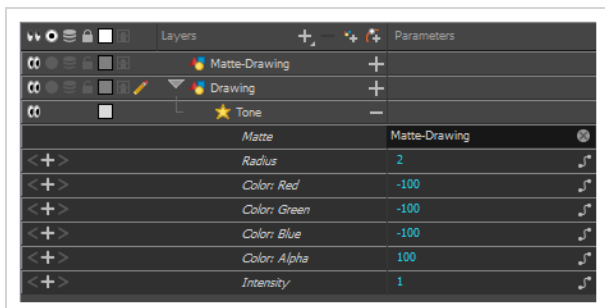 Layers Parameters
Matte-Drawing
Drawing
Tone
Matte Matte-Drawing
Radius 2
Color: Red -100
Color: Green -100
Color: Blue -100
Color: Alpha 100
Intensity 1